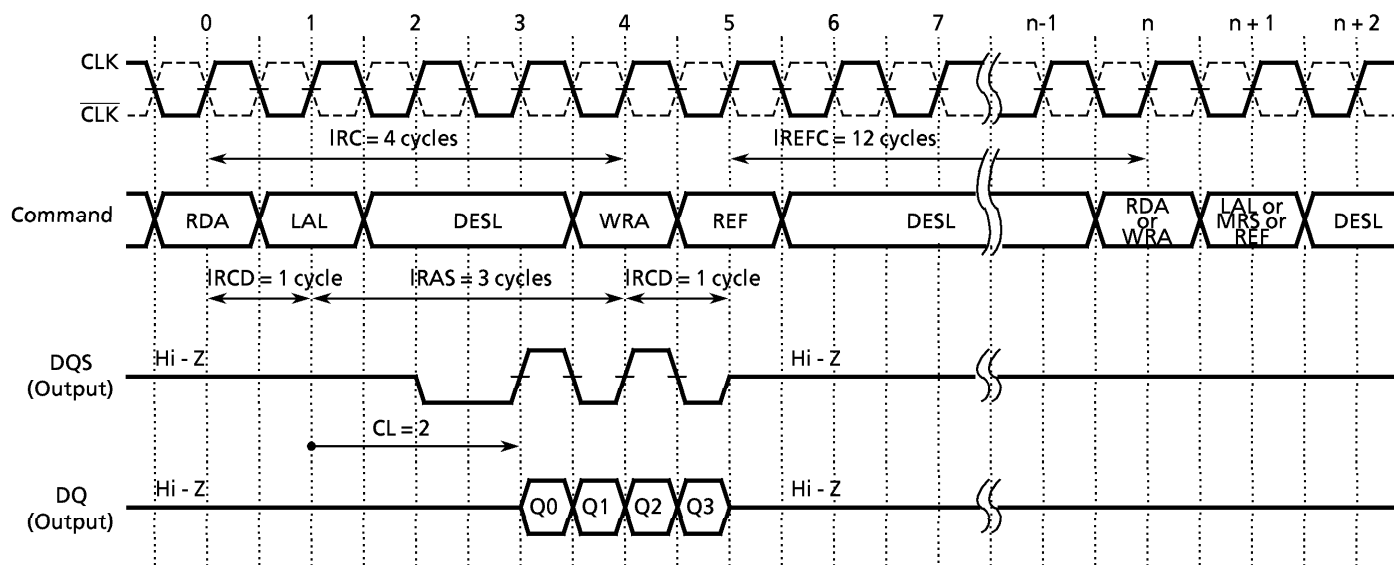 0 1 2 3 4 5 6 7 n-1 n n + 1 n + 2
CLK
CLK
IRC = 4 cycles IREFC = 12 cycles
Command RDA LAL DESL WRA REF DESL RDA or WRA LAL or MRS or REF DESL
IRCD = 1 cycle IRAS = 3 cycles IRCD = 1 cycle
DQS
(Output)
Hi - Z Hi - Z
CL = 2
DQ
(Output)
Hi - Z Q0 Q1 Q2 Q3 Hi - Z